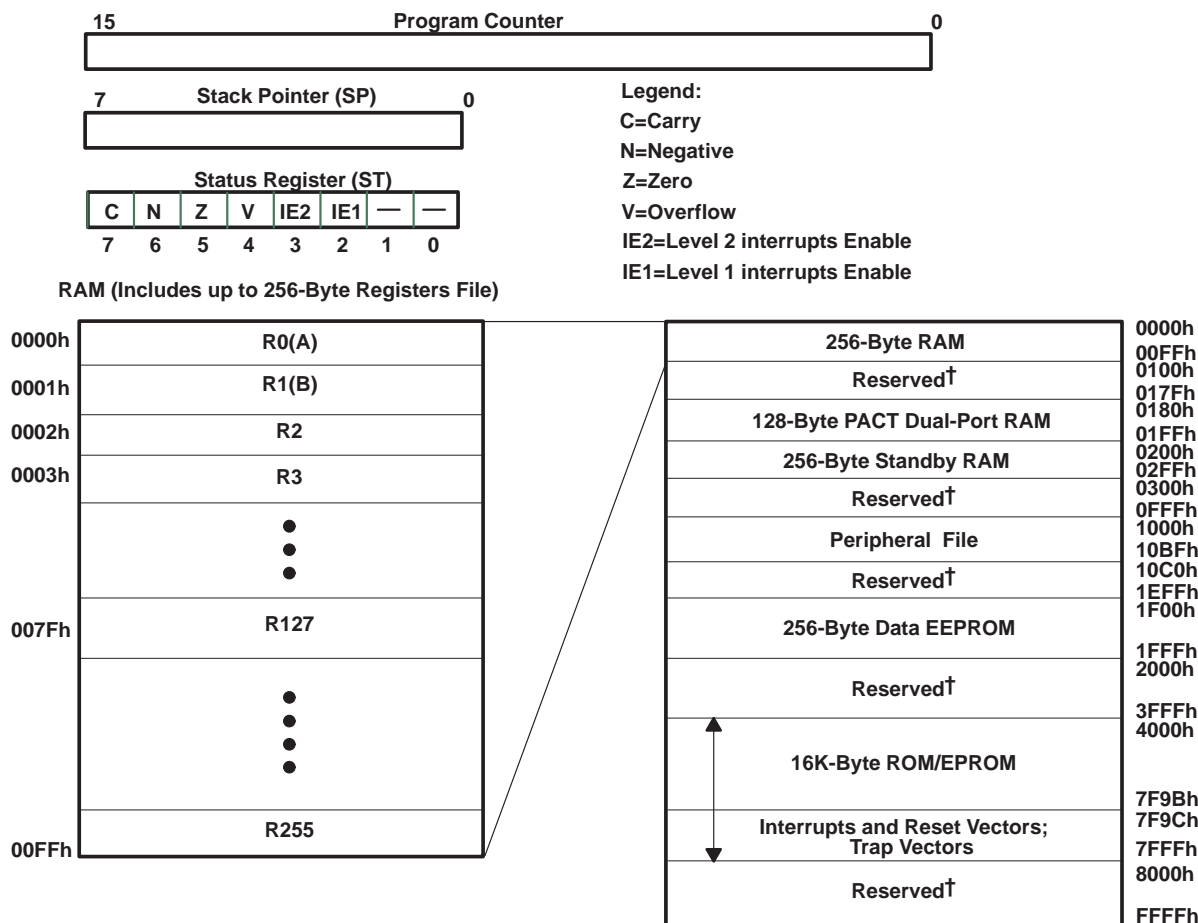 15 Program Counter 0
7 Stack Pointer (SP) 0
Status Register (ST)
C N Z V IE2 IE1 — —
7 6 5 4 3 2 1 0
Legend:
C=Carry
N=Negative
Z=Zero
V=Overflow
IE2=Level 2 interrupts Enable
IE1=Level 1 interrupts Enable
RAM (Includes up to 256-Byte Registers File)
0000h R0(A)
0001h R1(B)
0002h R2
0003h R3
007Fh R127
R255
00FFh
0000h
256-Byte RAM
00FFh
0100h
Reserved†
017Fh
0180h
128-Byte PACT Dual-Port RAM
01FFh
0200h
256-Byte Standby RAM
02FFh
0300h
Reserved†
0FFFh
1000h
Peripheral File
10BFh
10C0h
Reserved†
1EFFh
1F00h
256-Byte Data EEPROM
1FFFh
2000h
Reserved†
3FFFh
4000h
16K-Byte ROM/EPROM
7F9Bh
7F9Ch
Interrupts and Reset Vectors;
Trap Vectors
7FFFh
8000h
Reserved†
FFFFh